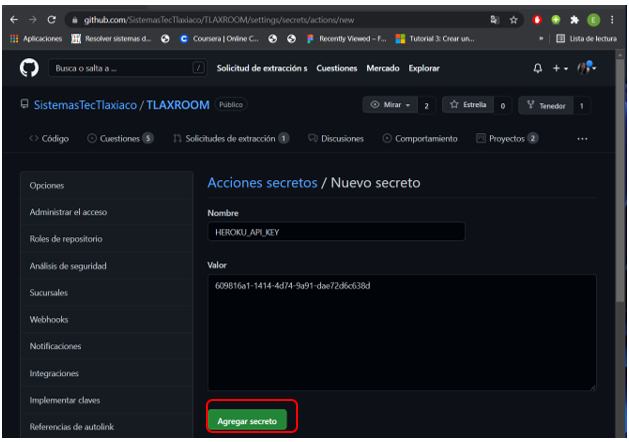 github.com/SistemasTecTlaxiaco/TLAXROOM/settings/secrets/actions/new
Aplicaciones Resolver sistemas d... Coursera | Online C... Recently Viewed – F... Tutorial 3: Crear un... » Lista de lectura
Busca o salta a ... / Solicitud de extracción s Cuestiones Mercado Explorar
SistemasTecTlaxiaco / TLAXROOM Público Mirar 2 Estrella 0 Tenedor 1
Código Cuestiones 5 Solicitudes de extracción 1 Discusiones Comportamiento Proyectos 2 ...
Opciones
Administrar el acceso
Roles de repositorio
Análisis de seguridad
Sucursales
Webhooks
Notificaciones
Integraciones
Implementar claves
Referencias de autolink
Acciones secretos / Nuevo secreto
Nombre
HEROKU_API_KEY
Valor
609816a1-1414-4d74-9a91-dae72d6c638d
Agregar secreto